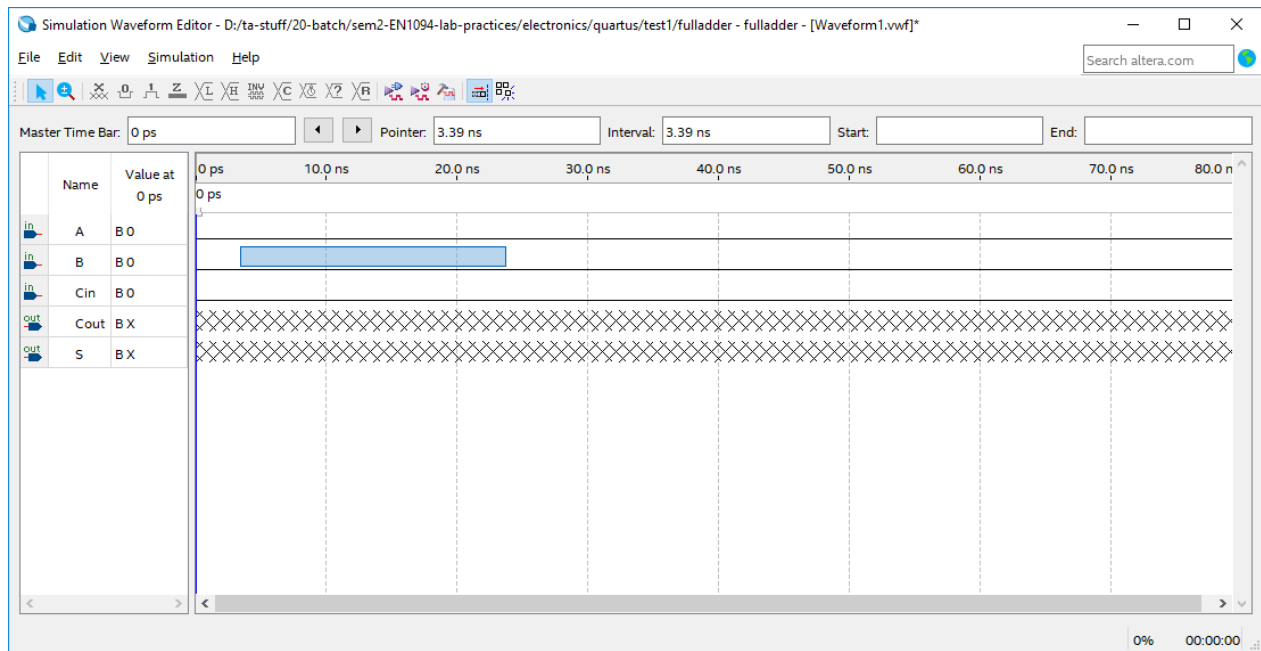 Simulation Waveform Editor - D:/ta-stuff/20-batch/sem2-EN1094-lab-practices/electronics/quartus/test1/fulladder - fulladder - [Waveform1.vwf]*
File Edit View Simulation Help
Search altera.com
X 0 1 Z L H INV C 2 R
Master Time Bar: 0 ps Pointer: 3.39 ns Interval: 3.39 ns Start: End:
Name Value at 0 ps
0 ps 10.0 ns 20.0 ns 30.0 ns 40.0 ns 50.0 ns 60.0 ns 70.0 ns 80.0 n
0 ps
in A B 0
in B B 0
in Cin B 0
out Cout B X
out S B X
0% 00:00:00